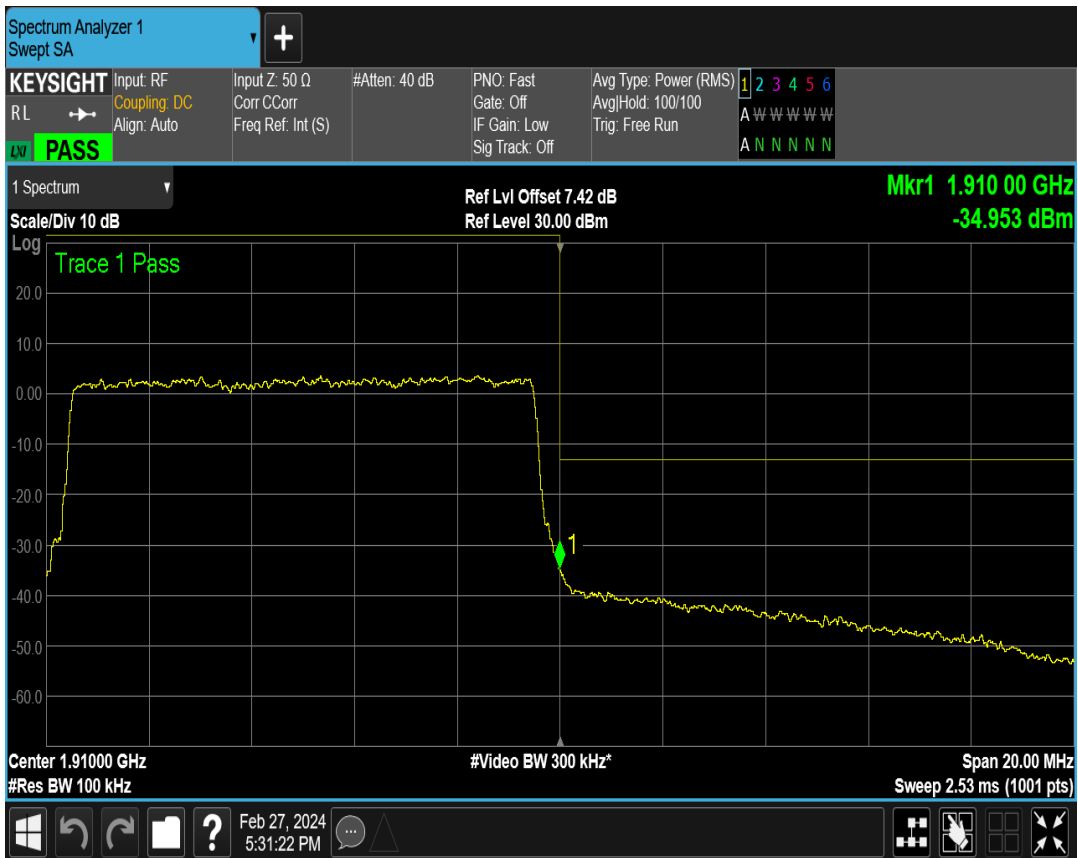 Spectrum Analyzer 1
Swept SA
+
KEYSIGHT
RL
LXI PASS
Input: RF
Coupling: DC
Align: Auto
Input Z: 50 Ω
Corr CCorr
Freq Ref: Int (S)
#Atten: 40 dB
PNO: Fast
Gate: Off
IF Gain: Low
Sig Track: Off
Avg Type: Power (RMS)
Avg|Hold: 100/100
Trig: Free Run
1 2 3 4 5 6
A W W W W W
A N N N N N
1 Spectrum
Scale/Div 10 dB
Ref Lvl Offset 7.42 dB
Ref Level 30.00 dBm
Mkr1 1.910 00 GHz
-34.953 dBm
Log
Trace 1 Pass
20.0
10.0
0.00
-10.0
-20.0
-30.0
-40.0
-50.0
-60.0
1
Center 1.91000 GHz
#Res BW 100 kHz
#Video BW 300 kHz*
Span 20.00 MHz
Sweep 2.53 ms (1001 pts)
?
Feb 27, 2024
5:31:22 PM